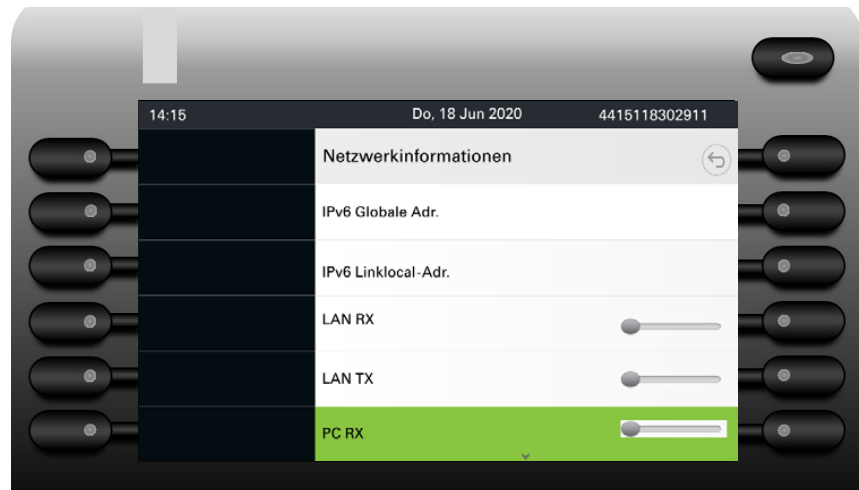 14:15 Do, 18 Jun 2020 4415118302911
Netzwerkinformationen
IPv6 Globale Adr.
IPv6 Linklocal-Adr.
LAN RX
LAN TX
PC RX